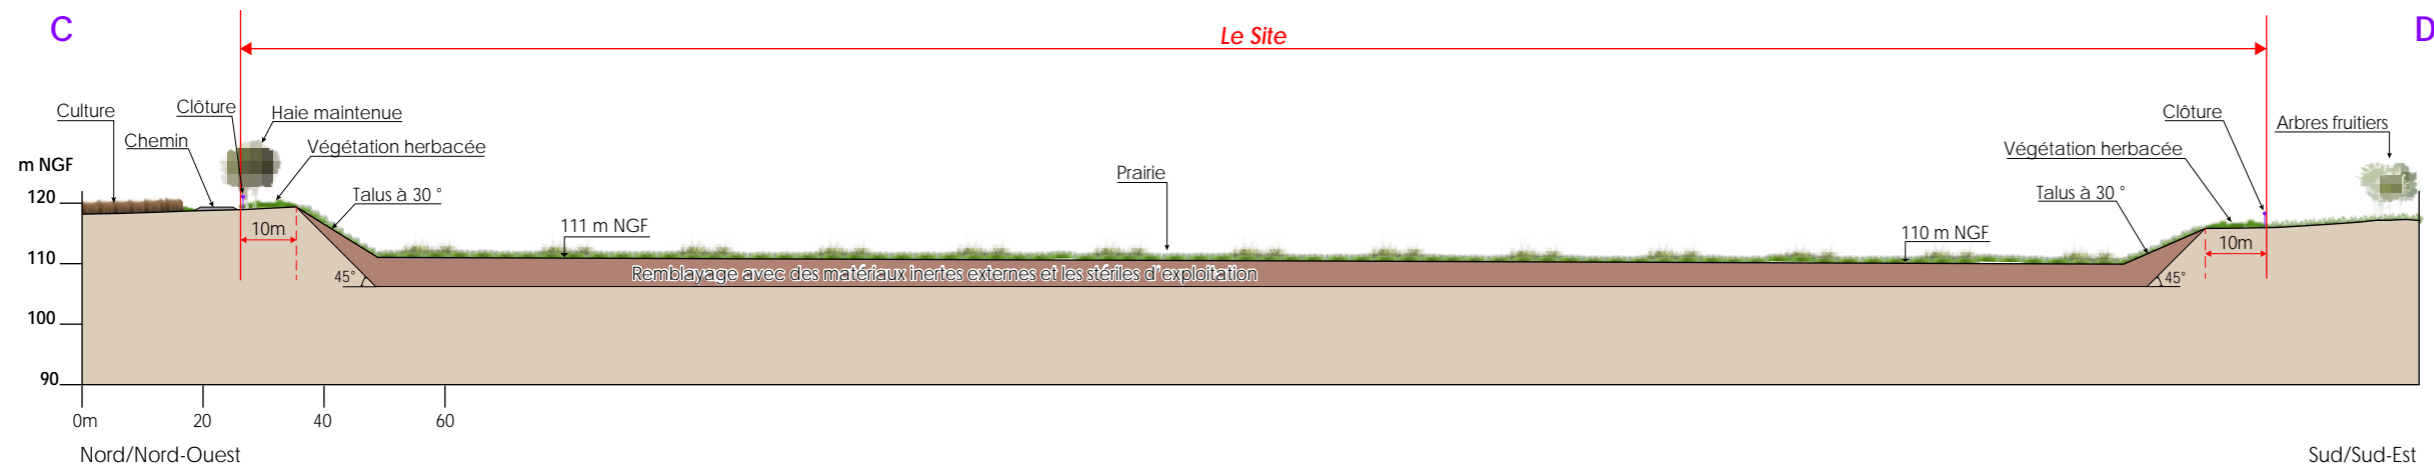 C
Le Site
D
Culture
Clôture
Haie maintenue
Clôture
Arbres fruitiers
Chemin
Végétation herbacée
Végétation herbacée
m NGF
Prairie
120
Talus à 30 °
Talus à 30 °
10m
111 m NGF
110 m NGF
10m
110
45°
Remblayage avec des matériaux inertes externes et les stériles d'exploitation
45°
100
90
0m
20
40
60
Nord/Nord-Ouest
Sud/Sud-Est